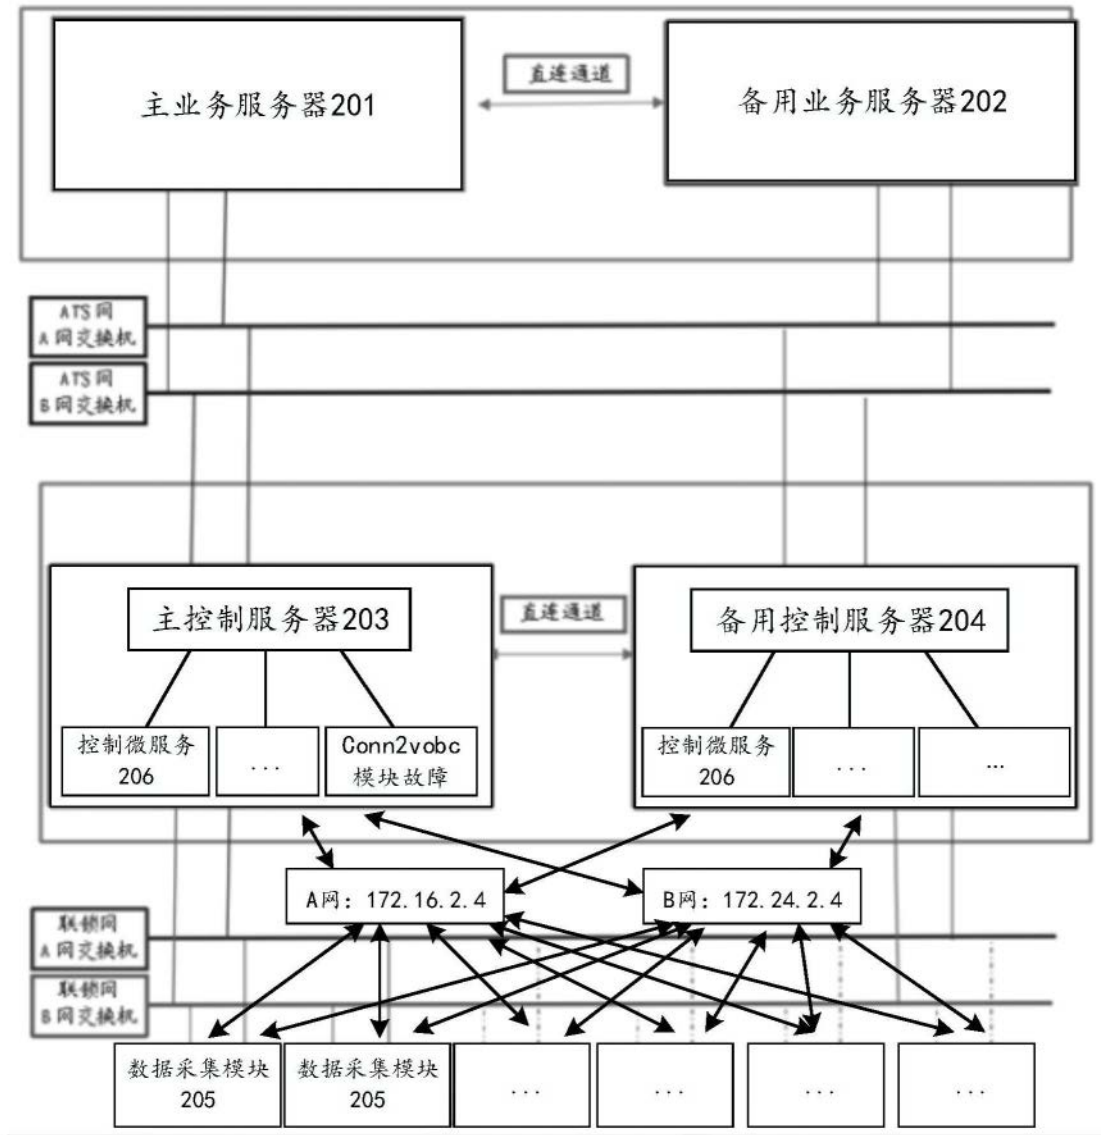 主业务服务器201
直连通道
备用业务服务器202
ATS网
A网交换机
ATS网
B网交换机
主控制服务器203
直连通道
备用控制服务器204
控制微服务
206
...
Conn2vobc
模块故障
控制微服务
206
...
...
A网：172.16.2.4
B网：172.24.2.4
联锁网
A网交换机
联锁网
B网交换机
数据采集模块
205
数据采集模块
205
...
...
...
...